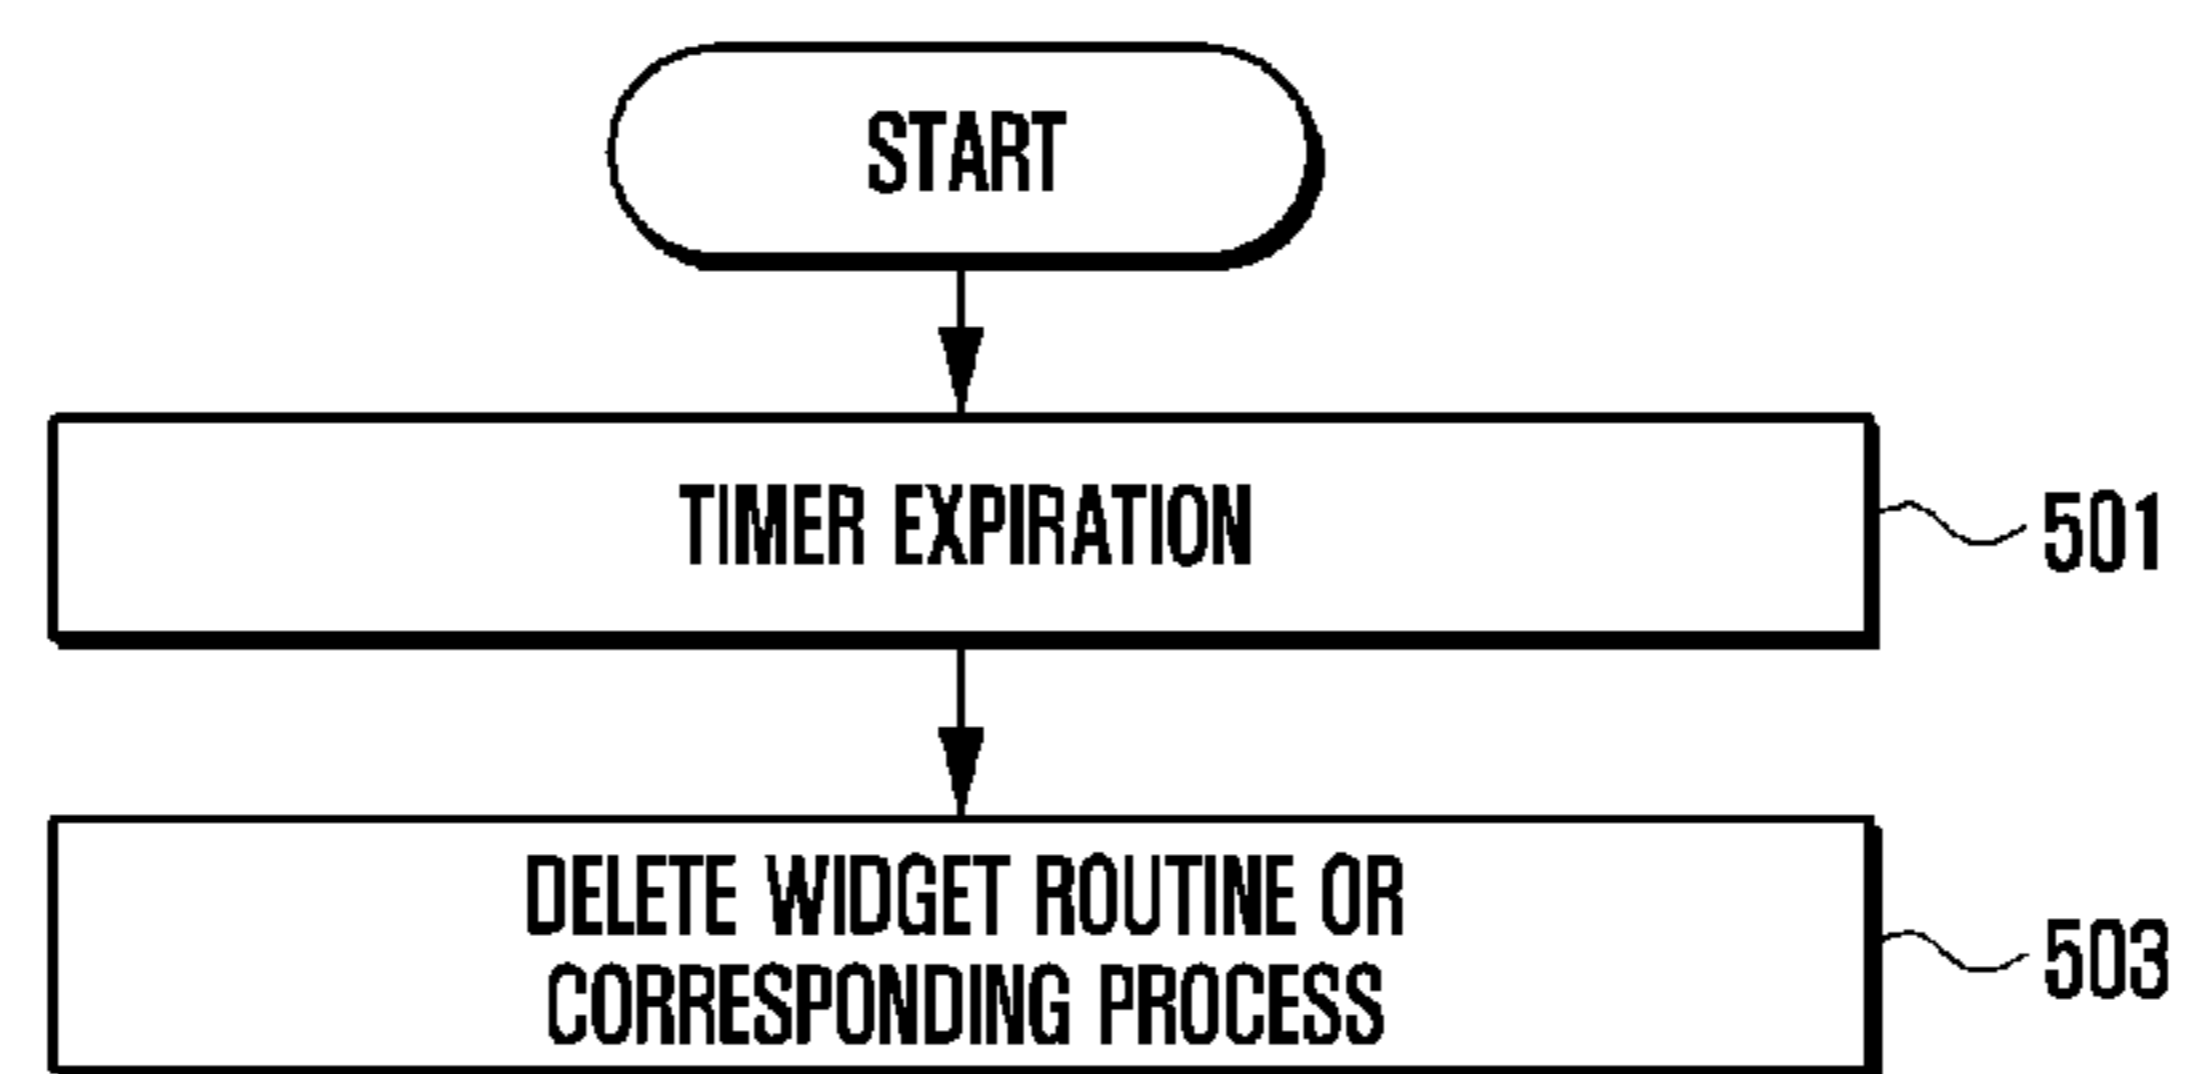 START
TIMER EXPIRATION
501
DELETE WIDGET ROUTINE OR
CORRESPONDING PROCESS
503